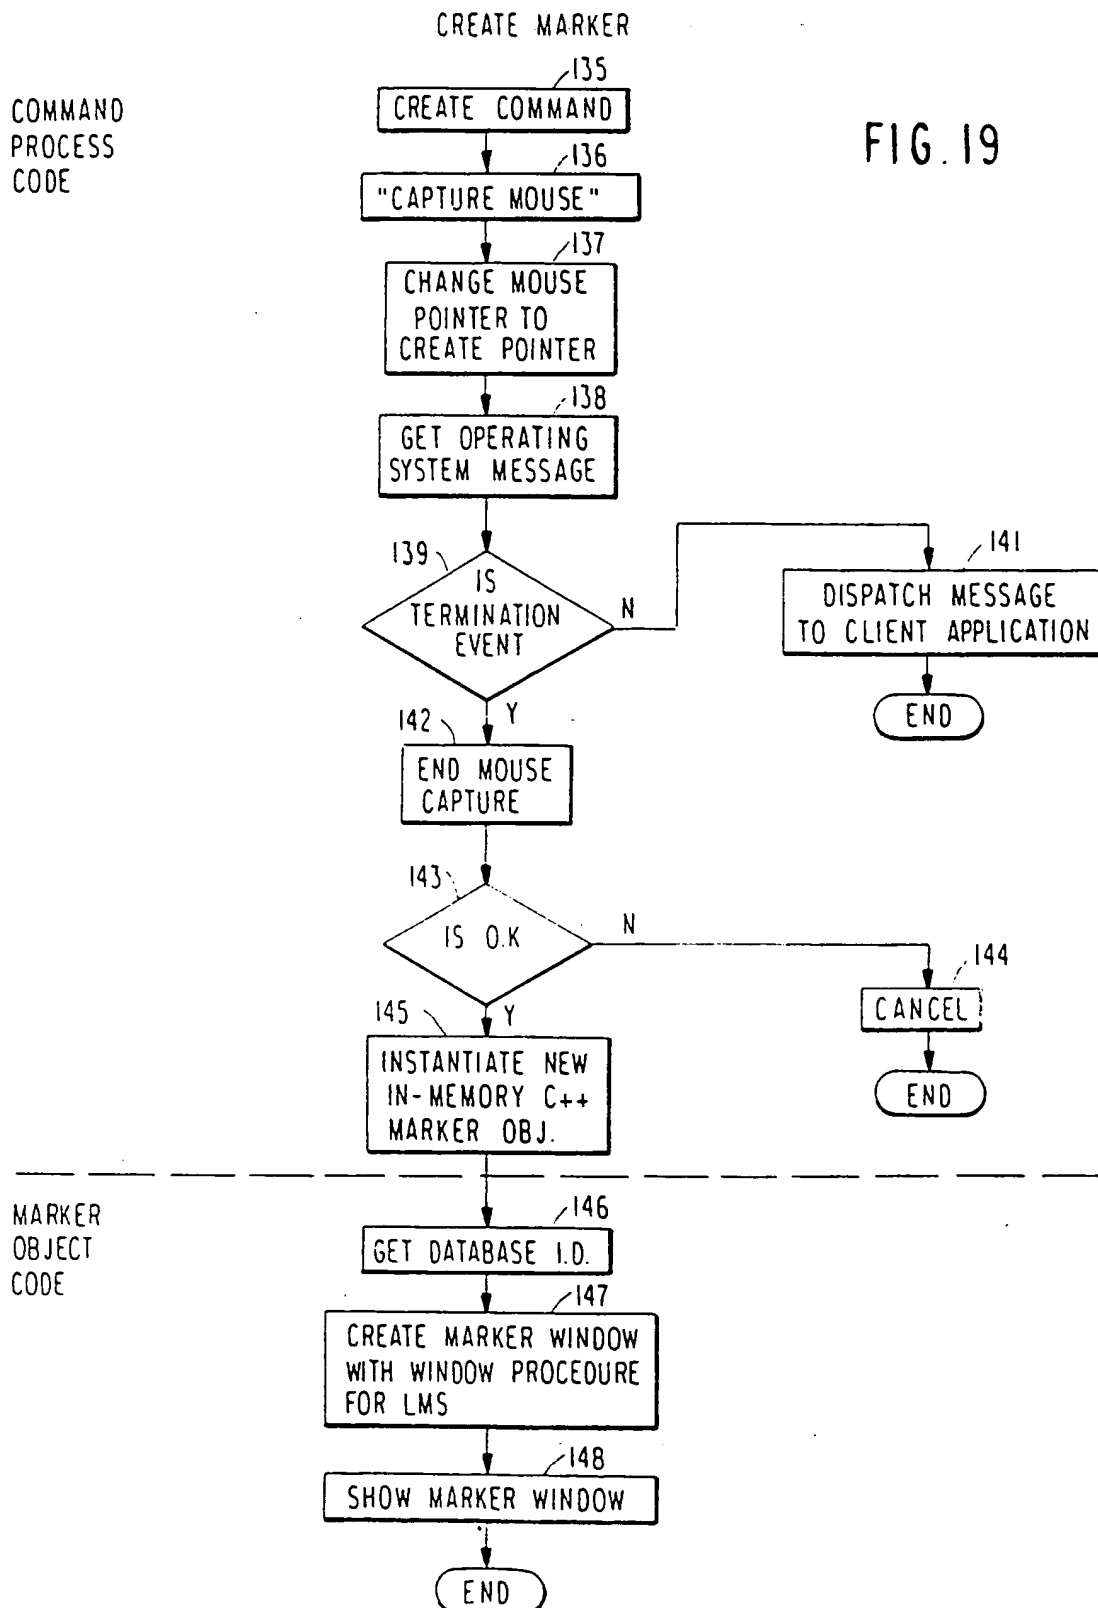 CREATE MARKER
COMMAND
PROCESS
CODE
FIG. 19
135
CREATE COMMAND
136
"CAPTURE MOUSE"
137
CHANGE MOUSE
POINTER TO
CREATE POINTER
138
GET OPERATING
SYSTEM MESSAGE
139
IS
TERMINATION
EVENT
N
141
DISPATCH MESSAGE
TO CLIENT APPLICATION
END
Y
142
END MOUSE
CAPTURE
143
IS O.K
N
144
CANCEL
END
Y
145
INSTANTIATE NEW
IN-MEMORY C++
MARKER OBJ.
MARKER
OBJECT
CODE
146
GET DATABASE I.D.
147
CREATE MARKER WINDOW
WITH WINDOW PROCEDURE
FOR LMS
148
SHOW MARKER WINDOW
END